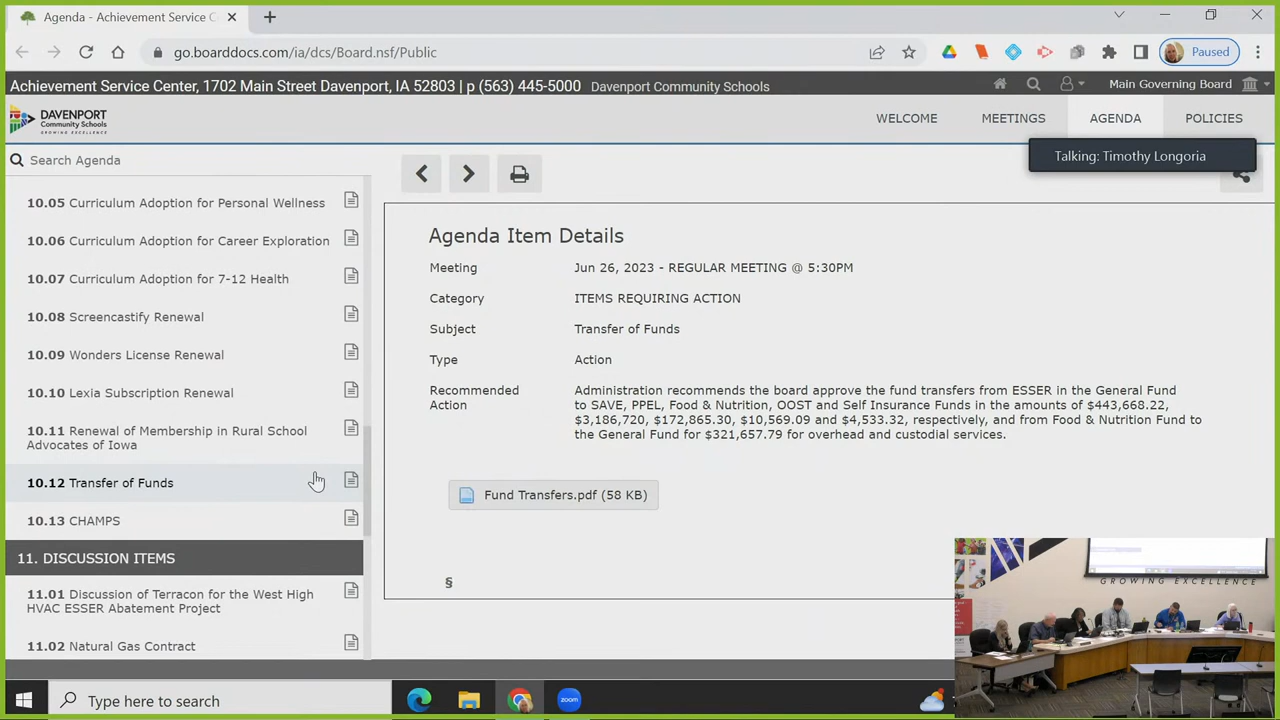 Agenda - Achievement Service C
go.boarddocs.com/ia/dcs/Board.nsf/Public
Paused
Achievement Service Center, 1702 Main Street Davenport, IA 52803 | p (563) 445-5000 Davenport Community Schools
Main Governing Board
DAVENPORT
Community Schools
GROWING EXCELLENCE
WELCOME
MEETINGS
AGENDA
POLICIES
Talking: Timothy Longoria
Search Agenda
10.05 Curriculum Adoption for Personal Wellness
10.06 Curriculum Adoption for Career Exploration
10.07 Curriculum Adoption for 7-12 Health
10.08 Screencastify Renewal
10.09 Wonders License Renewal
10.10 Lexia Subscription Renewal
10.11 Renewal of Membership in Rural School
Advocates of Iowa
10.12 Transfer of Funds
10.13 CHAMPS
11. DISCUSSION ITEMS
11.01 Discussion of Terracon for the West High
HVAC ESSER Abatement Project
11.02 Natural Gas Contract
Agenda Item Details
Meeting
Jun 26, 2023 - REGULAR MEETING @ 5:30PM
Category
ITEMS REQUIRING ACTION
Subject
Transfer of Funds
Type
Action
Recommended
Action
Administration recommends the board approve the fund transfers from ESSER in the General Fund
to SAVE, PPEL, Food & Nutrition, OOST and Self Insurance Funds in the amounts of $443,668.22,
$3,186,720, $172,865.30, $10,569.09 and $4,533.32, respectively, and from Food & Nutrition Fund to
the General Fund for $321,657.79 for overhead and custodial services.
Fund Transfers.pdf (58 KB)
§
GROWING EXCELLENCE
Type here to search
zoom